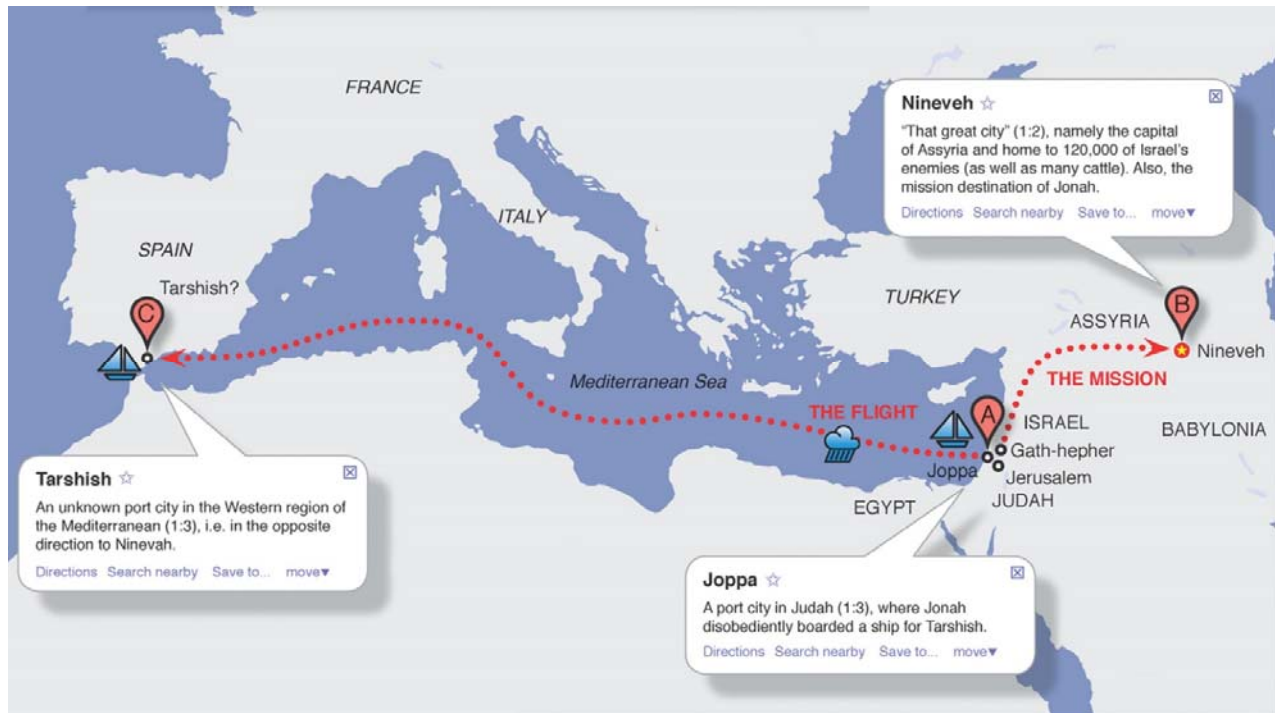 FRANCE
ITALY
SPAIN
Tarshish?
C
TURKEY
ASSYRIA
B
Nineveh
THE MISSION
Mediterranean Sea
THE FLIGHT
A
ISRAEL
Gath-hepher
Joppa
Jerusalem
JUDAH
BABYLONIA
EGYPT
Nineveh ☆
"That great city" (1:2), namely the capital
of Assyria and home to 120,000 of Israel's
enemies (as well as many cattle). Also, the
mission destination of Jonah.
Directions Search nearby Save to... move▼
Tarshish ☆
An unknown port city in the Western region of
the Mediterranean (1:3), i.e. in the opposite
direction to Ninevah.
Directions Search nearby Save to... move▼
Joppa ☆
A port city in Judah (1:3), where Jonah
disobediently boarded a ship for Tarshish.
Directions Search nearby Save to... move▼